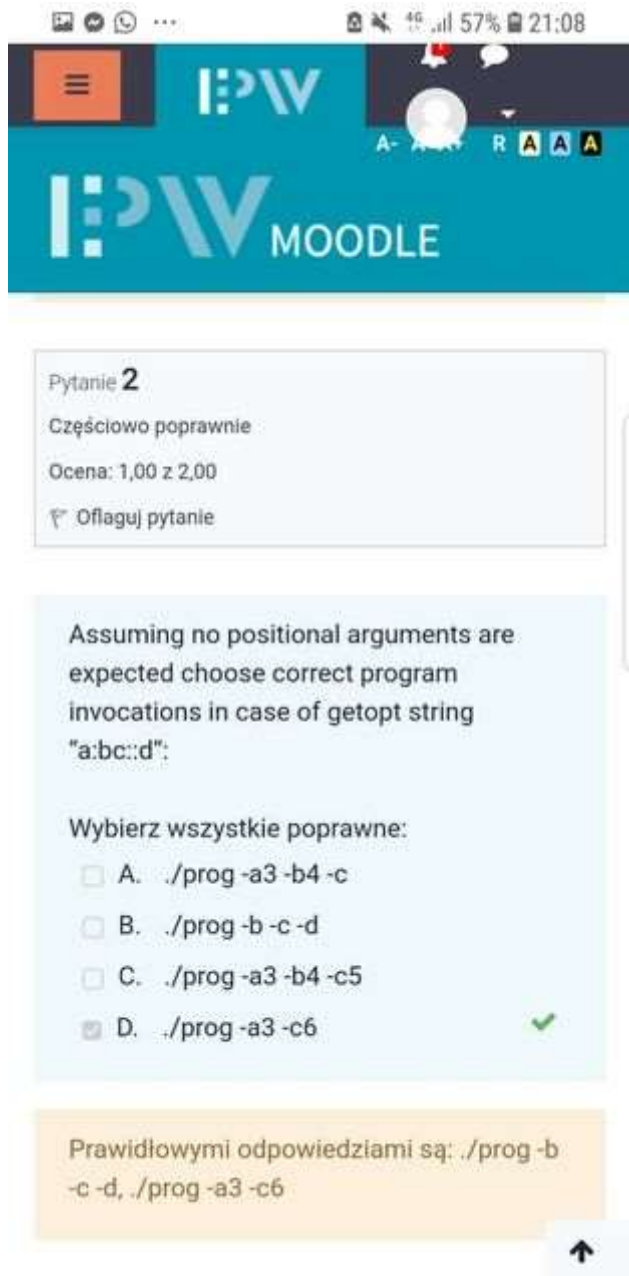 57% 21:08
PW
A- A A+ R A A A
PW MOODLE
Pytanie 2
Częściowo poprawnie
Ocena: 1,00 z 2,00
Oflaguj pytanie
Assuming no positional arguments are
expected choose correct program
invocations in case of getopt string
"a:bc::d":
Wybierz wszystkie poprawne:
A. ./prog -a3 -b4 -c
B. ./prog -b -c -d
C. ./prog -a3 -b4 -c5
D. ./prog -a3 -c6
Prawidłowymi odpowiedziami są: ./prog -b
-c -d, ./prog -a3 -c6